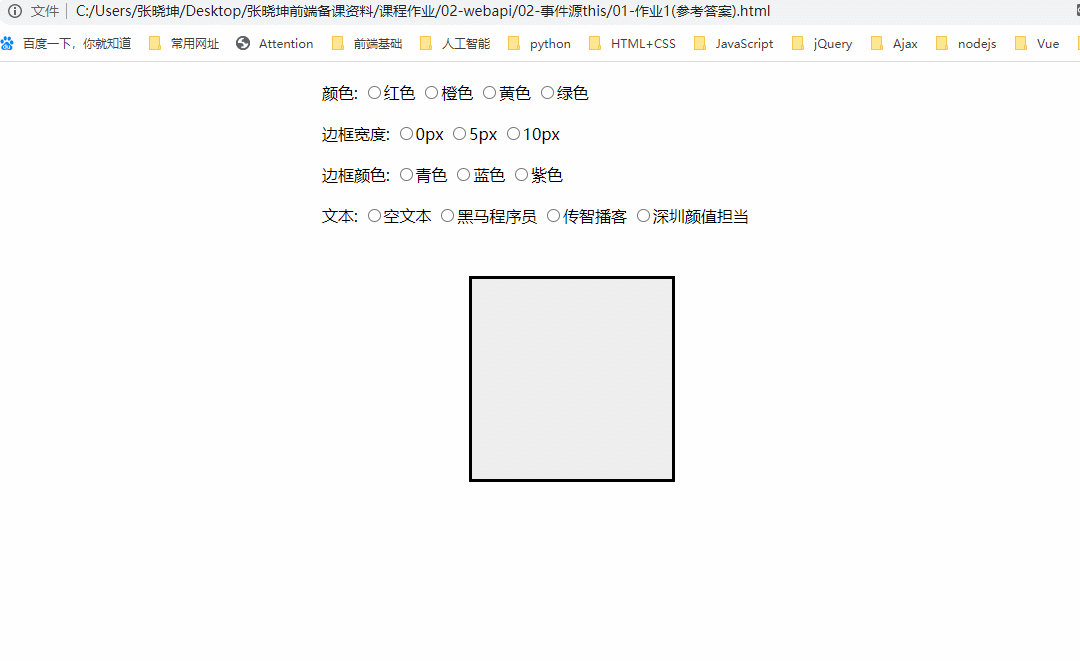 文件 C:/Users/张晓坤/Desktop/张晓坤前端备课资料/课程作业/02-webapi/02-事件源this/01-作业1(参考答案).html
百度一下，你就知道 常用网址 Attention 前端基础 人工智能 python HTML+CSS JavaScript jQuery Ajax nodejs Vue
颜色: 红色 橙色 黄色 绿色
边框宽度: 0px 5px 10px
边框颜色: 青色 蓝色 紫色
文本: 空文本 黑马程序员 传智播客 深圳颜值担当